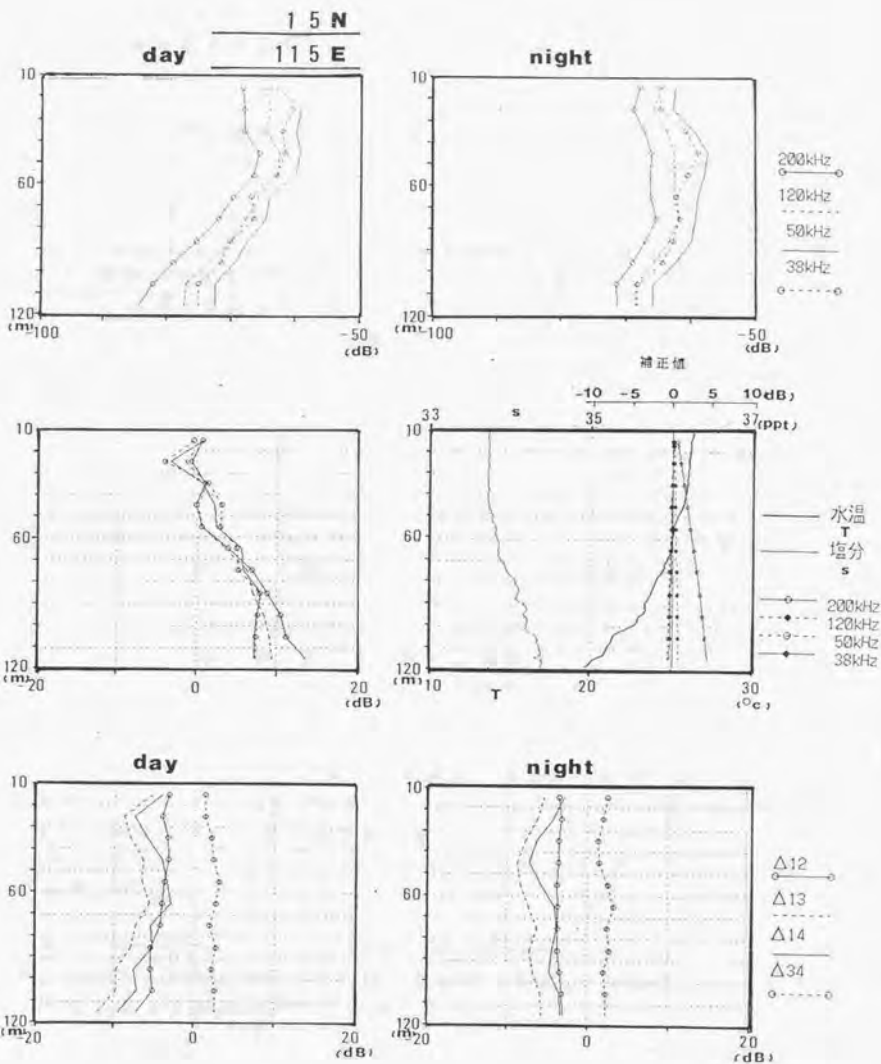 15N
day 115E night
10 10
200kHz
60 60 120kHz
50kHz
38kHz
120 120
(m) -100 -50 (m) -100 -50
(dB) (dB)
補正値
-10 -5 0 5 10(dB)
33 s 35 37
(ppt)
10 10
水温
T
60 60 塩分
s
200kHz
120kHz
50kHz
38kHz
120 120
(m) -20 0 20 (m) 10 20 30
(dB) T (°c)
day night
10 10
Δ12
60 60 Δ13
Δ14
Δ34
120 120
(m) -20 0 20 (m) -20 0 20
(dB) (dB)